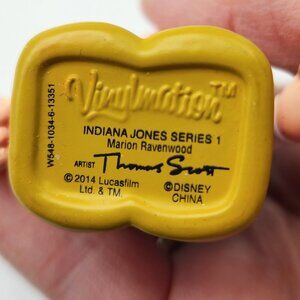 Vinylmation™
INDIANA JONES SERIES 1
Marion Ravenwood
ARTIST Thomas Scott
© 2014 Lucasfilm ©DISNEY
Ltd. & TM. CHINA
W548-1034-6-13351